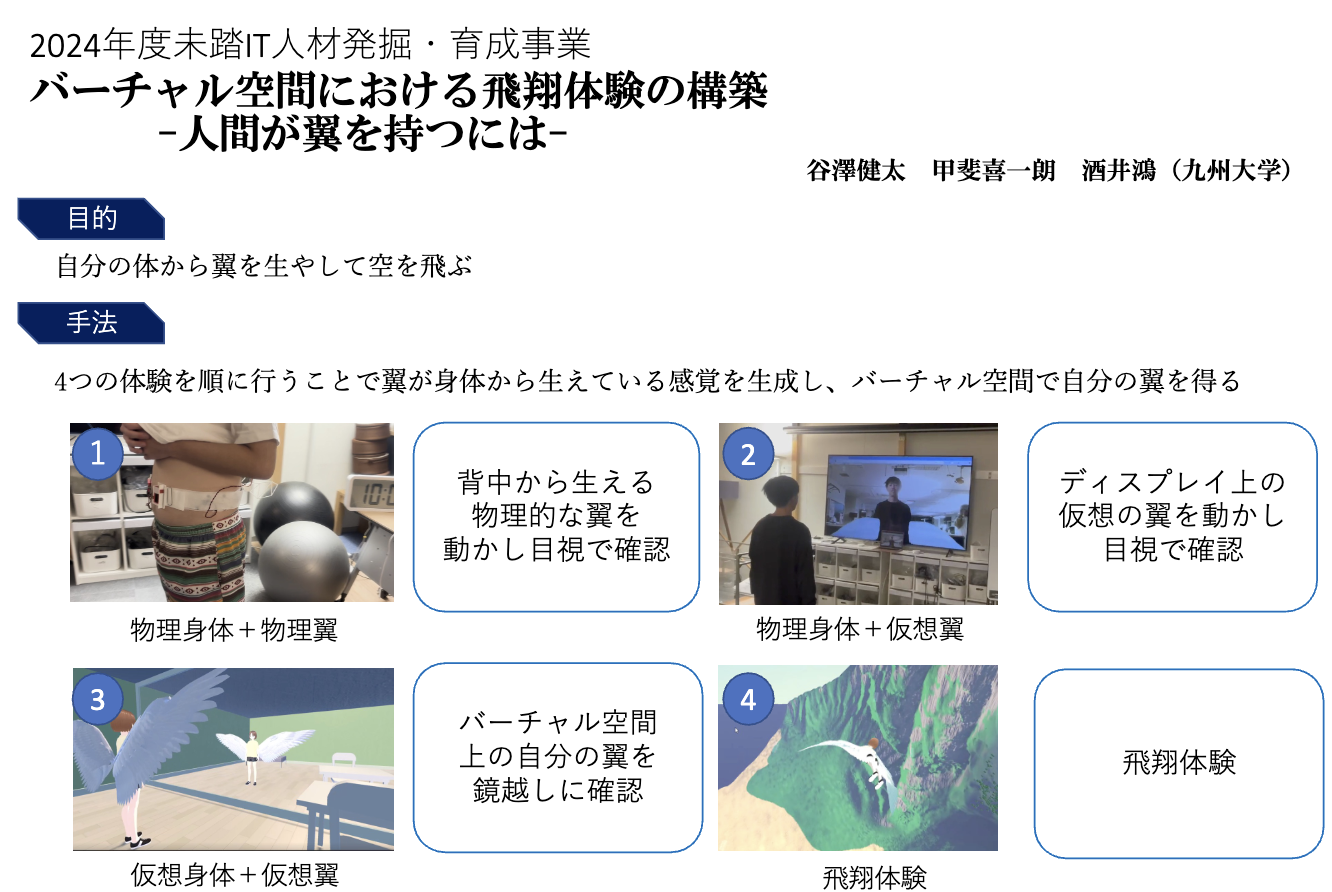 2024年度未踏IT人材発掘・育成事業
バーチャル空間における飛翔体験の構築
-人間が翼を持つには-
谷澤健太　甲斐喜一朗　酒井鴻（九州大学）
目的
自分の体から翼を生やして空を飛ぶ
手法
4つの体験を順に行うことで翼が身体から生えている感覚を生成し、バーチャル空間で自分の翼を得る
1
背中から生える
物理的な翼を
動かし目視で確認
物理身体＋物理翼
2
ディスプレイ上の
仮想の翼を動かし
目視で確認
物理身体＋仮想翼
3
バーチャル空間
上の自分の翼を
鏡越しに確認
仮想身体＋仮想翼
4
飛翔体験
飛翔体験